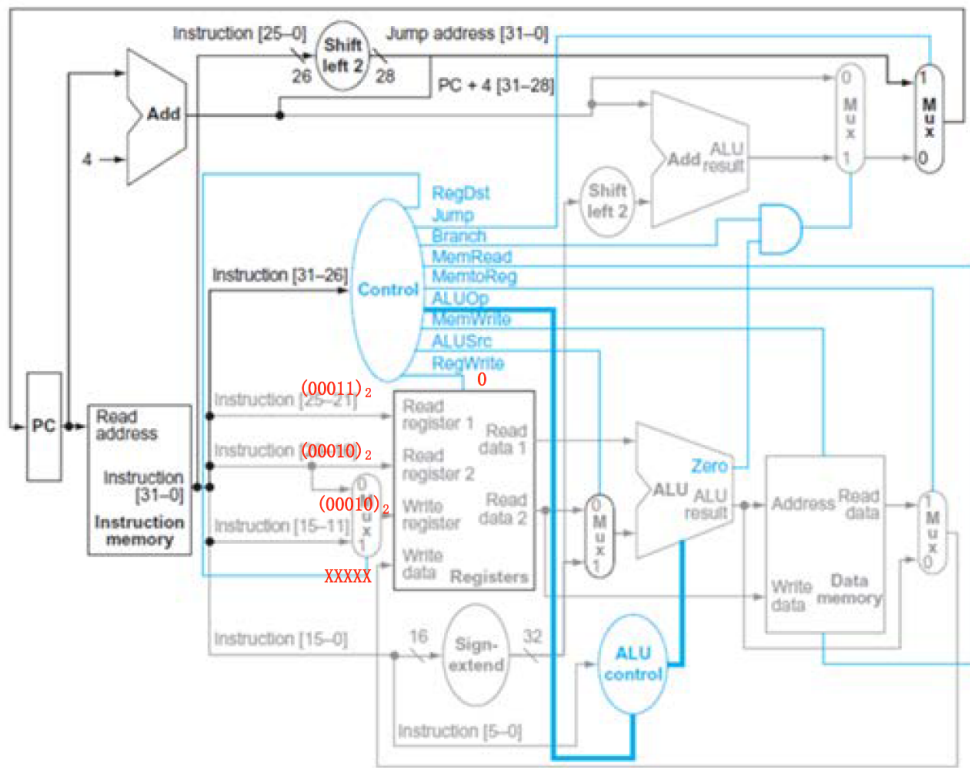 Instruction [25–0]
Shift
left 2
Jump address [31–0]
26
28
PC + 4 [31–28]
Add
4
0
M
u
x
1
1
M
u
x
0
Add
ALU
result
Shift
left 2
RegDst
Jump
Branch
MemRead
MemtoReg
ALUOp
MemWrite
ALUSrc
RegWrite
Instruction [31–26]
Control
0
(00011)₂
Instruction [25–21]
(00010)₂
Instruction
(00010)₂
Instruction [15–11]
XXXXX
PC
Read
address
Instruction
[31–0]
Instruction
memory
0
M
u
x
1
Read
register 1
Read
register 2
Write
register
Write
data
Read
data 1
Read
data 2
Registers
0
M
u
x
1
Zero
ALU
ALU
result
Address
Read
data
Write
data
Data
memory
1
M
u
x
0
Instruction [15–0]
16
Sign-
extend
32
ALU
control
Instruction [5–0]